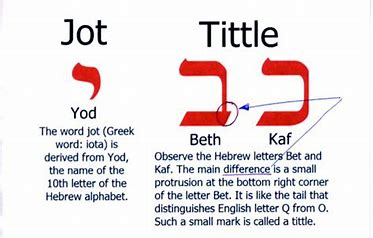 Jot
י
Yod
The word jot (Greek
word: iota) is
derived from Yod,
the name of the
10th letter of the
Hebrew alphabet.
Tittle
ב כ
Beth Kaf
Observe the Hebrew letters Bet and
Kaf. The main difference is a small
protrusion at the bottom right corner
of the letter Bet. It is like the tail that
distinguishes English letter Q from O.
Such a small mark is called a tittle.